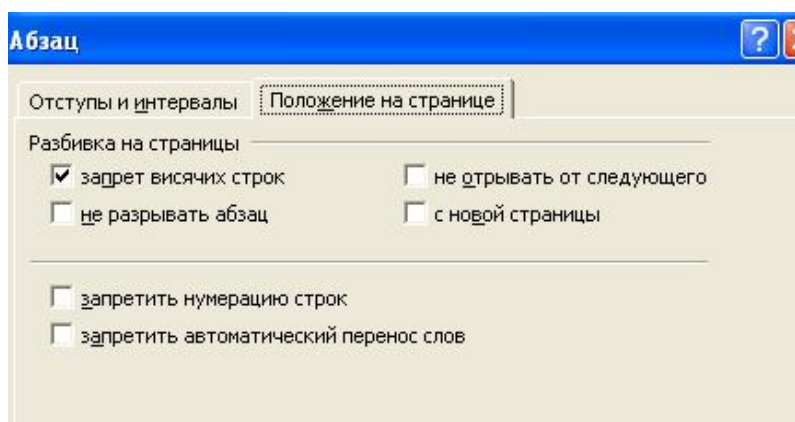 Абзац ?
Отступы и интервалы Положение на странице
Разбивка на страницы
запрет висячих строк не отрывать от следующего
не разрывать абзац с новой страницы
запретить нумерацию строк
запретить автоматический перенос слов